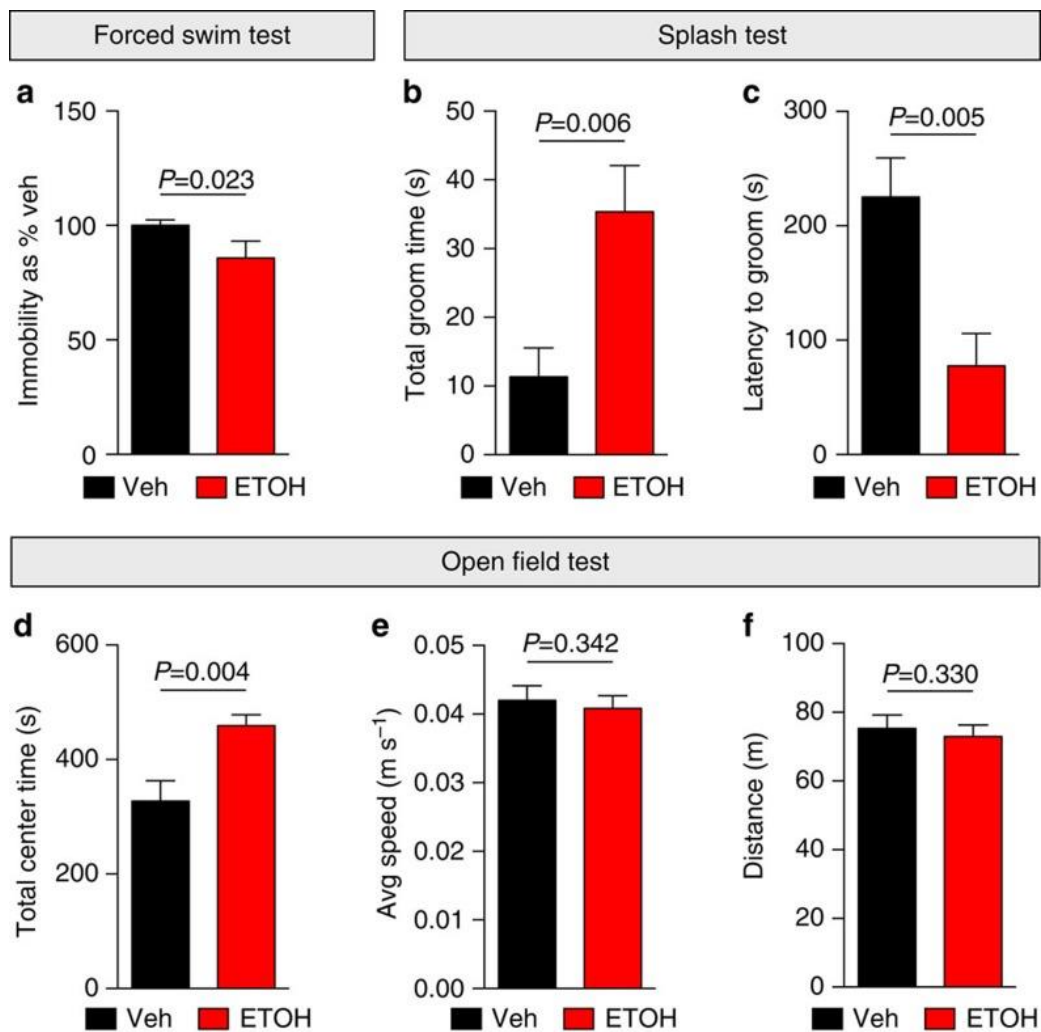 Forced swim test
Splash test
a
150
100
50
0
Immobility as % veh
P=0.023
Veh ETOH
b
50
40
30
20
10
0
Total groom time (s)
P=0.006
Veh ETOH
c
300
200
100
0
Latency to groom (s)
P=0.005
Veh ETOH
Open field test
d
600
400
200
0
Total center time (s)
P=0.004
Veh ETOH
e
0.05
0.04
0.03
0.02
0.01
0.00
Avg speed (m s⁻¹)
P=0.342
Veh ETOH
f
100
80
60
40
20
0
Distance (m)
P=0.330
Veh ETOH